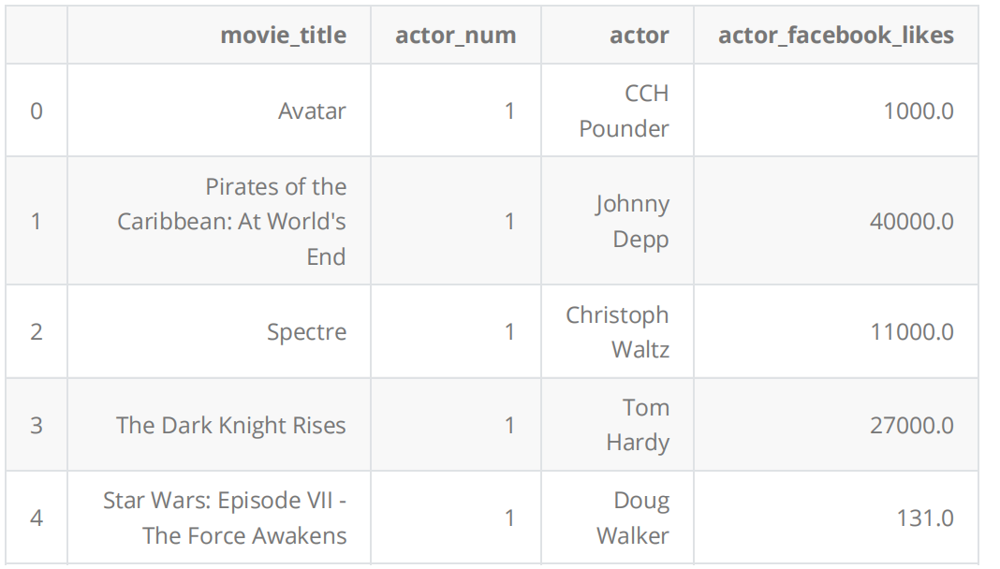 movie_title actor_num actor actor_facebook_likes
0 Avatar 1 CCH Pounder 1000.0
1 Pirates of the Caribbean: At World's End 1 Johnny Depp 40000.0
2 Spectre 1 Christoph Waltz 11000.0
3 The Dark Knight Rises 1 Tom Hardy 27000.0
4 Star Wars: Episode VII - The Force Awakens 1 Doug Walker 131.0